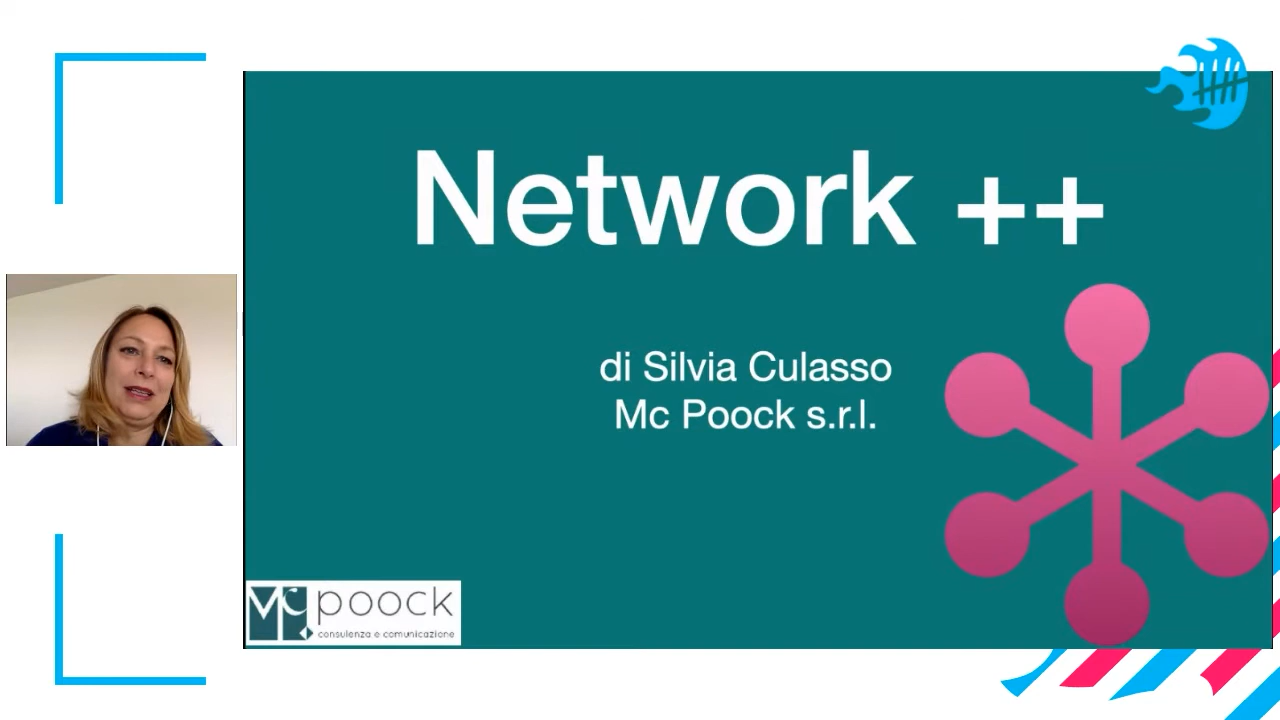 Network ++
di Silvia Culasso
Mc Poock s.r.l.
Mc poock
consulenza e comunicazione